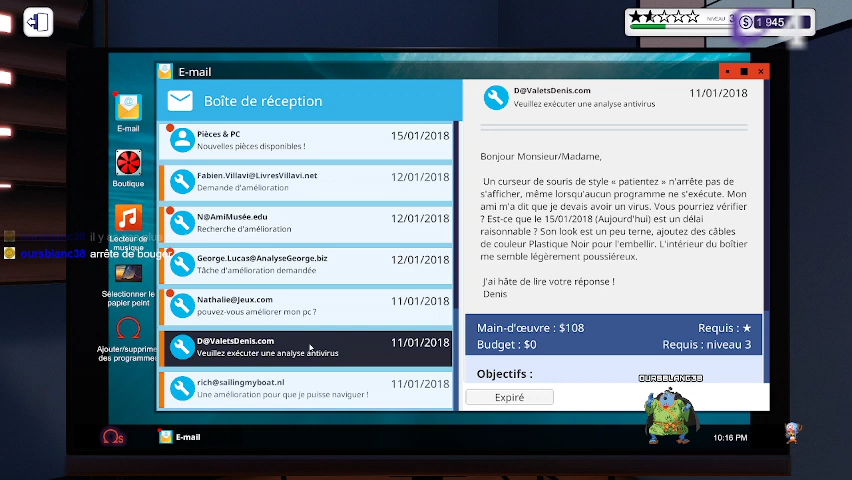 NIVEAU 3
$ 1 945
E-mail
Boîte de réception
E-mail
Boutique
Lecteur de
musique
Sélectionner le
papier peint
Ajouter/supprime
des programmes
il y a
plus
oursblanc38 arrête de bouger
Pièces & PC
15/01/2018
Nouvelles pièces disponibles !
Fabien.Villavi@LivresVillavi.net
12/01/2018
Demande d'amélioration
N@AmiMusée.edu
12/01/2018
Recherche d'amélioration
George.Lucas@AnalyseGeorge.biz
12/01/2018
Tâche d'amélioration demandée
Nathalie@Jeux.com
11/01/2018
pouvez-vous améliorer mon pc ?
D@ValetsDenis.com
11/01/2018
Veuillez exécuter une analyse antivirus
rich@sailingmyboat.nl
11/01/2018
Une amélioration pour que je puisse naviguer !
D@ValetsDenis.com
11/01/2018
Veuillez exécuter une analyse antivirus
Bonjour Monsieur/Madame,
Un curseur de souris de style « patientez » n'arrête pas de
s'afficher, même lorsqu'aucun programme ne s'exécute. Mon
ami m'a dit que je devais avoir un virus. Vous pourriez vérifier
? Est-ce que le 15/01/2018 (Aujourd'hui) est un délai
raisonnable ? Son look est un peu terne, ajoutez des câbles
de couleur Plastique Noir pour l'embellir. L'intérieur du boîtier
me semble légèrement poussiéreux.
J'ai hâte de lire votre réponse !
Denis
Main-d'œuvre : $108
Requis : ★
Budget : $0
Requis : niveau 3
Objectifs :
OURSBLANC38
Expiré
Ωs
E-mail
10:16 PM